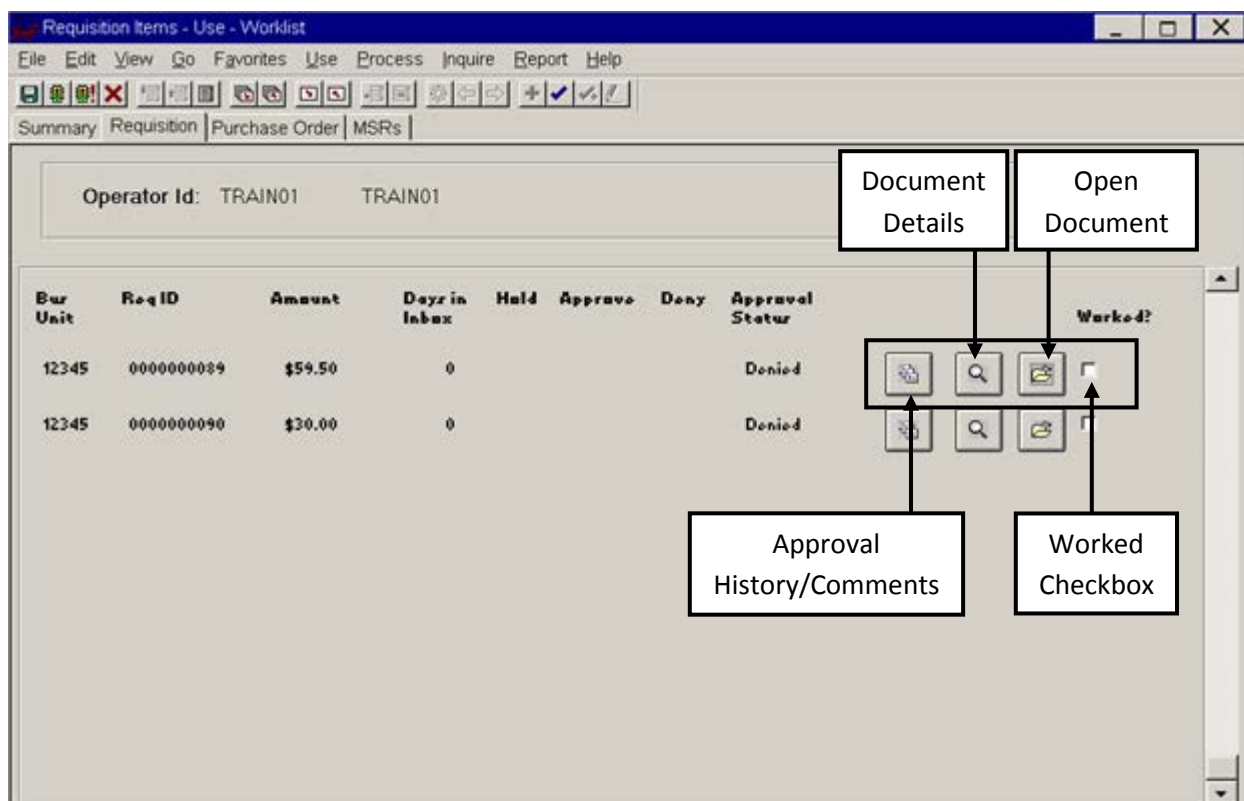 Requisition Items - Use - Worklist
File Edit View Go Favorites Use Process Inquire Report Help
Summary Requisition Purchase Order MSRs
Operator Id: TRAIN01 TRAIN01
Document
Details
Open
Document
Bus
Unit
Req ID
Amount
Days in
Inbox
Hold
Approve
Deny
Approval
Status
Worked?
12345 0000000089 $59.50 0 Denied
12345 0000000090 $30.00 0 Denied
Approval
History/Comments
Worked
Checkbox